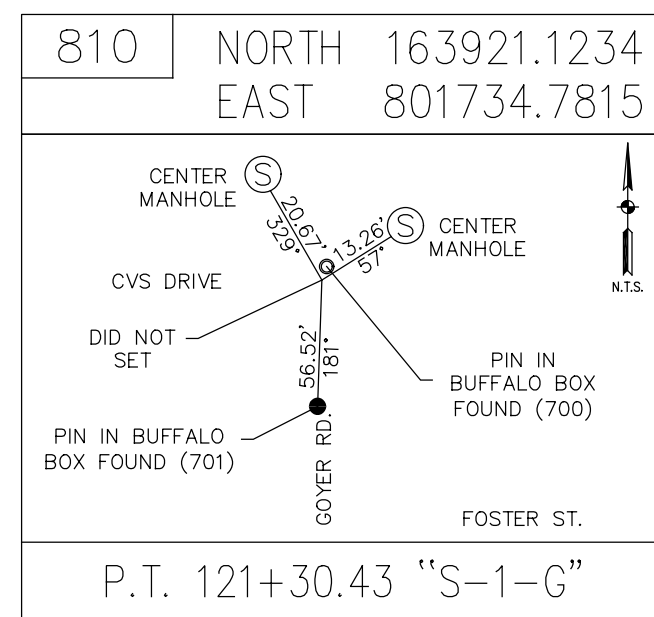 810
NORTH 163921.1234
EAST 801734.7815
CENTER
MANHOLE
S
20.67'
329°
13.26'
57°
S
CENTER
MANHOLE
N.T.S.
CVS DRIVE
DID NOT
SET
56.52'
181°
PIN IN
BUFFALO BOX
FOUND (700)
PIN IN BUFFALO
BOX FOUND (701)
GOYER RD.
FOSTER ST.
P.T. 121+30.43 "S-1-G"